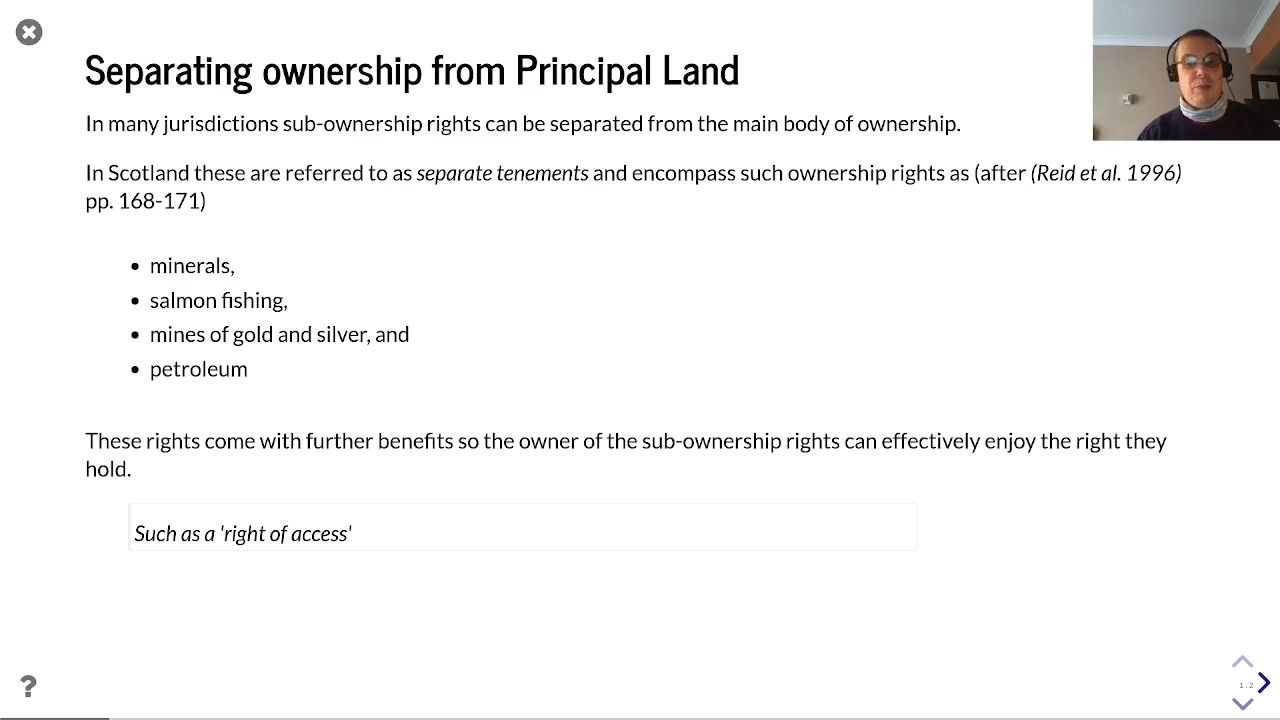 Separating ownership from Principal Land
In many jurisdictions sub-ownership rights can be separated from the main body of ownership.
In Scotland these are referred to as separate tenements and encompass such ownership rights as (after (Reid et al. 1996)
pp. 168-171)
• minerals,
• salmon fishing,
• mines of gold and silver, and
• petroleum
These rights come with further benefits so the owner of the sub-ownership rights can effectively enjoy the right they
hold.
Such as a 'right of access'
?
1.2